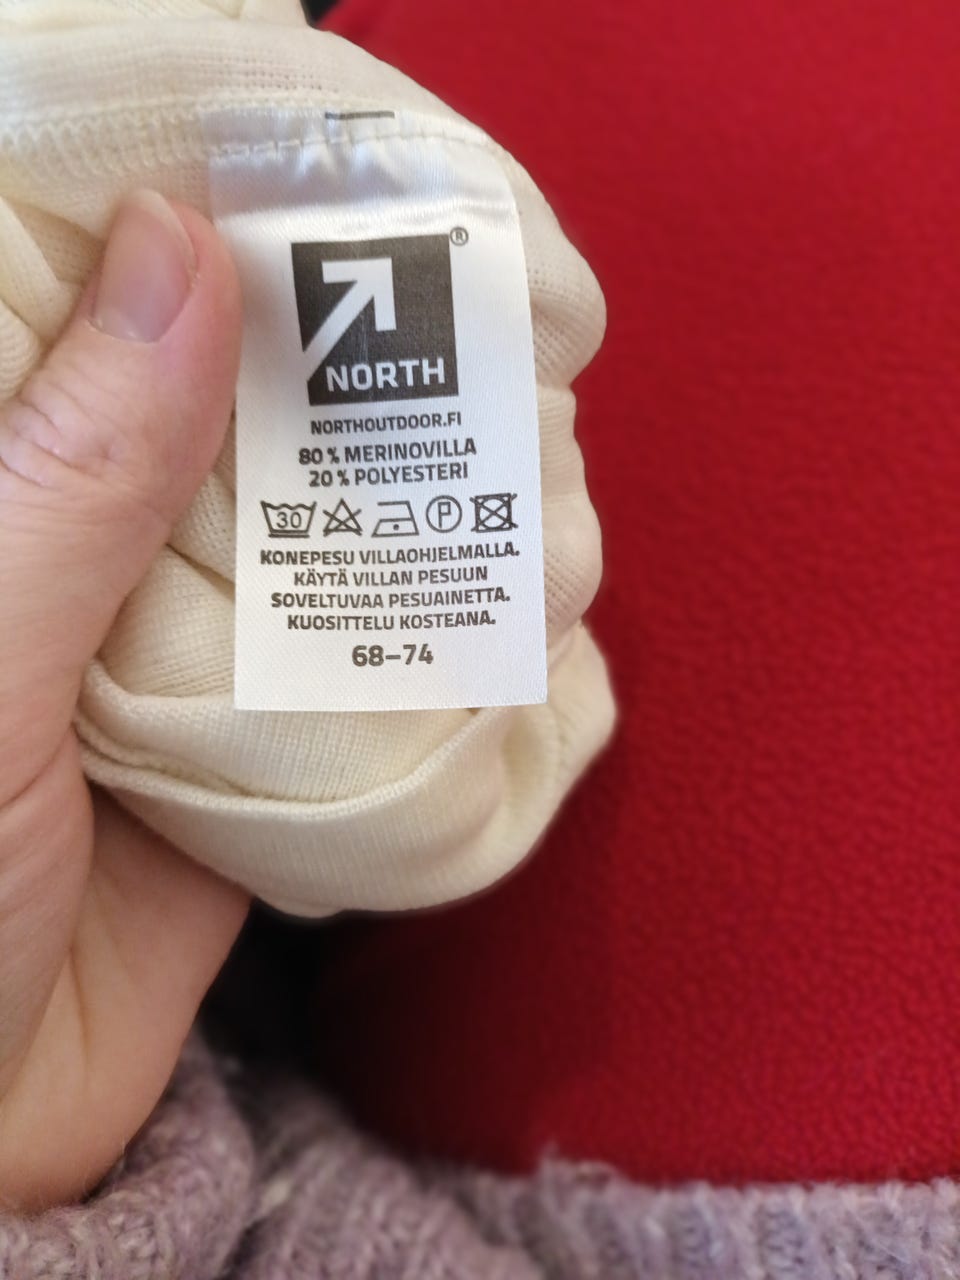 ®
NORTH
NORTHOUTDOOR.FI
80 % MERINOVILLA
20 % POLYESTERI
30 P
KONEPESU VILLAOHJELMALLA.
KÄYTÄ VILLAN PESUUN
SOVELTUVAA PESUAINETTA.
KUOSITTELU KOSTEANA.
68–74